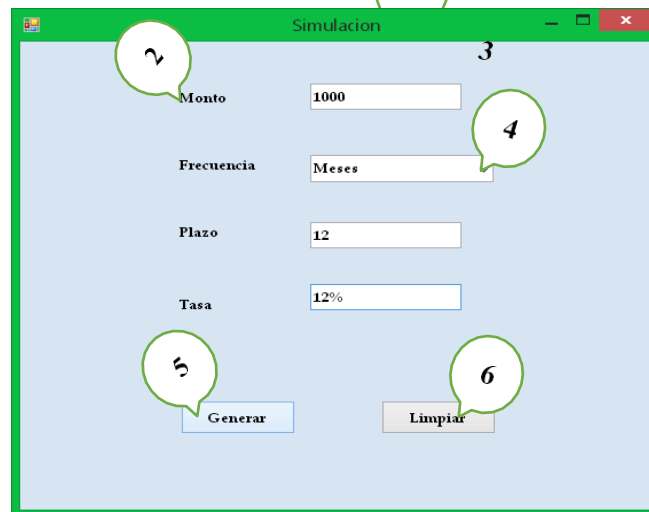 Simulacion
2
3
Monto 1000
4
Frecuencia Meses
Plazo 12
Tasa 12%
5
6
Generar Limpiar